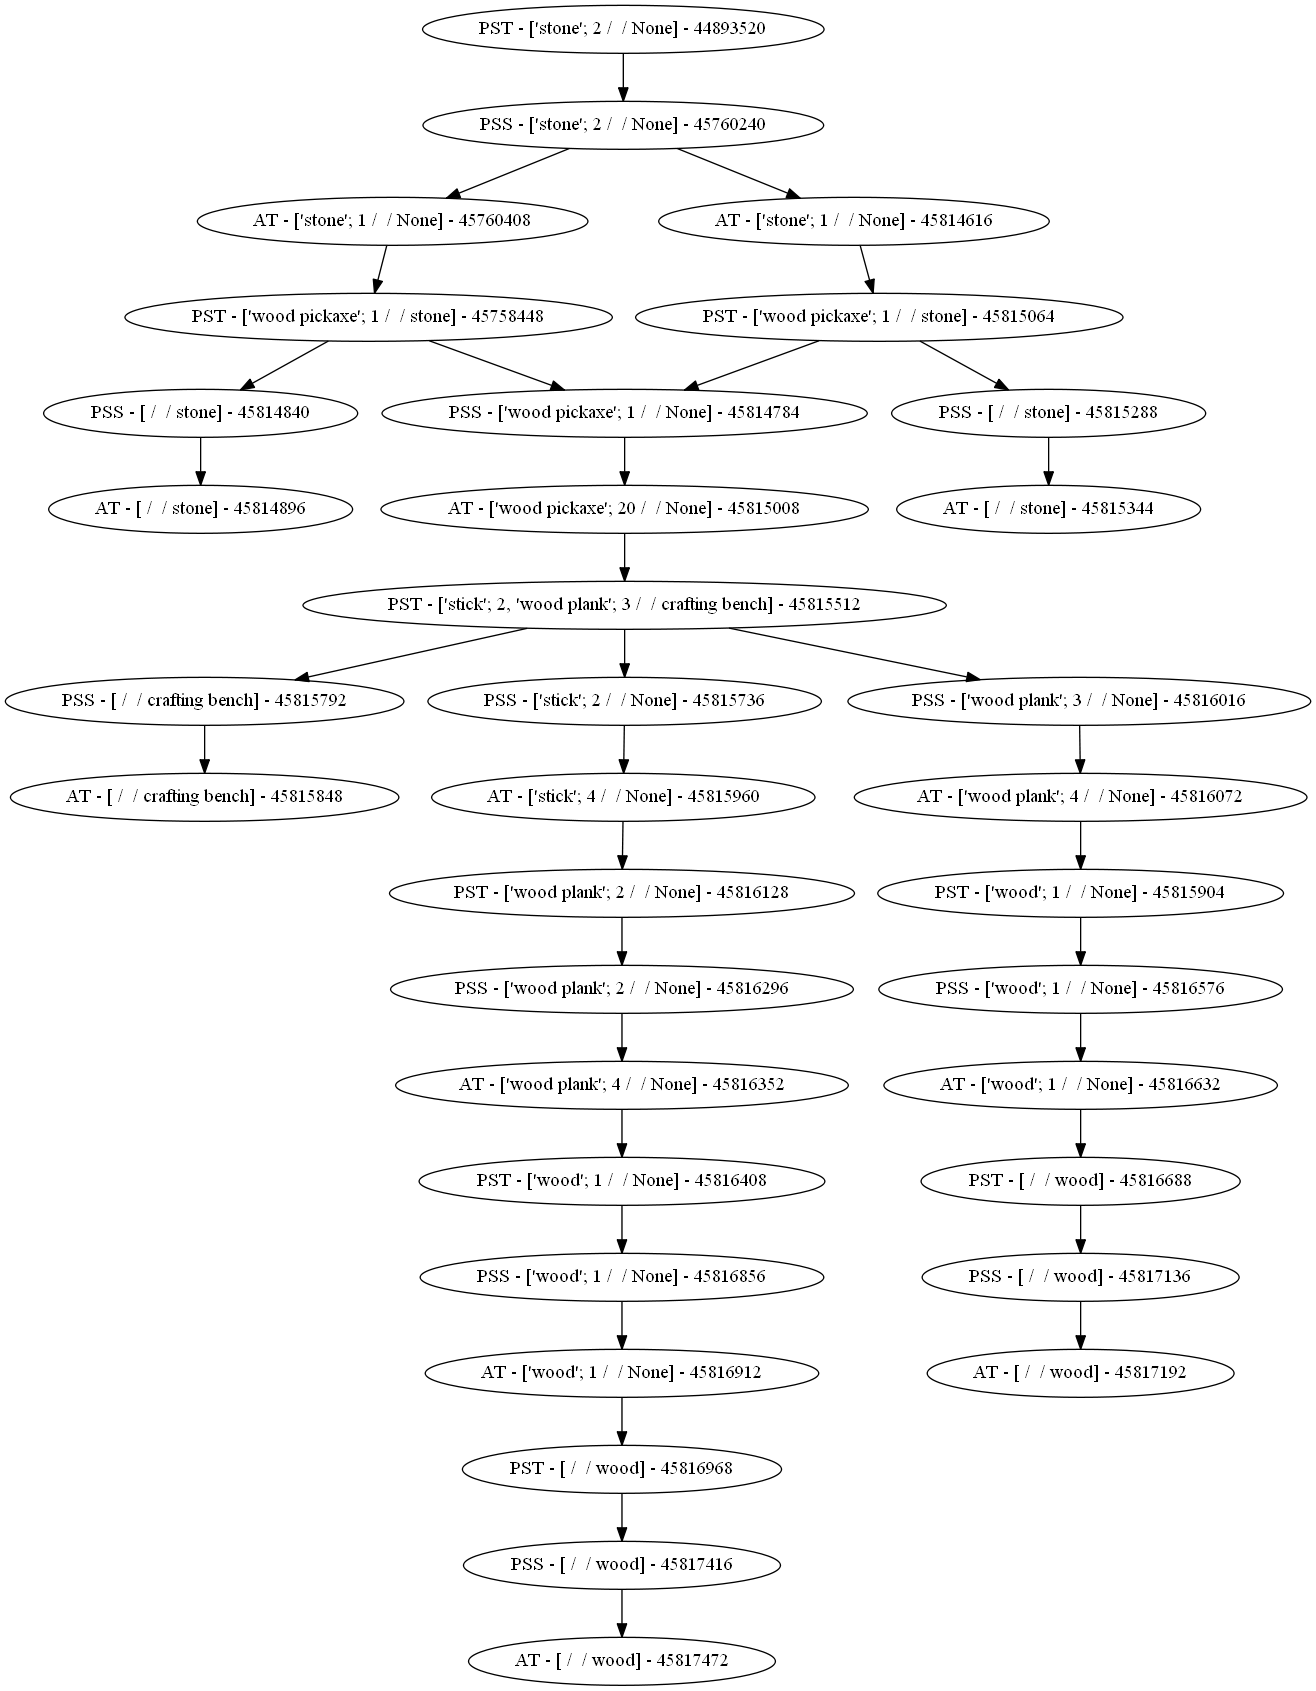 PST - ['stone'; 2 /  / None] - 44893520
PSS - ['stone'; 2 /  / None] - 45760240
AT - ['stone'; 1 /  / None] - 45760408
AT - ['stone'; 1 /  / None] - 45814616
PST - ['wood pickaxe'; 1 /  / stone] - 45758448
PST - ['wood pickaxe'; 1 /  / stone] - 45815064
PSS - [ /  / stone] - 45814840
PSS - ['wood pickaxe'; 1 /  / None] - 45814784
PSS - [ /  / stone] - 45815288
AT - [ /  / stone] - 45814896
AT - ['wood pickaxe'; 20 /  / None] - 45815008
AT - [ /  / stone] - 45815344
PST - ['stick'; 2, 'wood plank'; 3 /  / crafting bench] - 45815512
PSS - [ /  / crafting bench] - 45815792
PSS - ['stick'; 2 /  / None] - 45815736
PSS - ['wood plank'; 3 /  / None] - 45816016
AT - [ /  / crafting bench] - 45815848
AT - ['stick'; 4 /  / None] - 45815960
AT - ['wood plank'; 4 /  / None] - 45816072
PST - ['wood plank'; 2 /  / None] - 45816128
PST - ['wood'; 1 /  / None] - 45815904
PSS - ['wood plank'; 2 /  / None] - 45816296
PSS - ['wood'; 1 /  / None] - 45816576
AT - ['wood plank'; 4 /  / None] - 45816352
AT - ['wood'; 1 /  / None] - 45816632
PST - ['wood'; 1 /  / None] - 45816408
PST - [ /  / wood] - 45816688
PSS - ['wood'; 1 /  / None] - 45816856
PSS - [ /  / wood] - 45817136
AT - ['wood'; 1 /  / None] - 45816912
AT - [ /  / wood] - 45817192
PST - [ /  / wood] - 45816968
PSS - [ /  / wood] - 45817416
AT - [ /  / wood] - 45817472